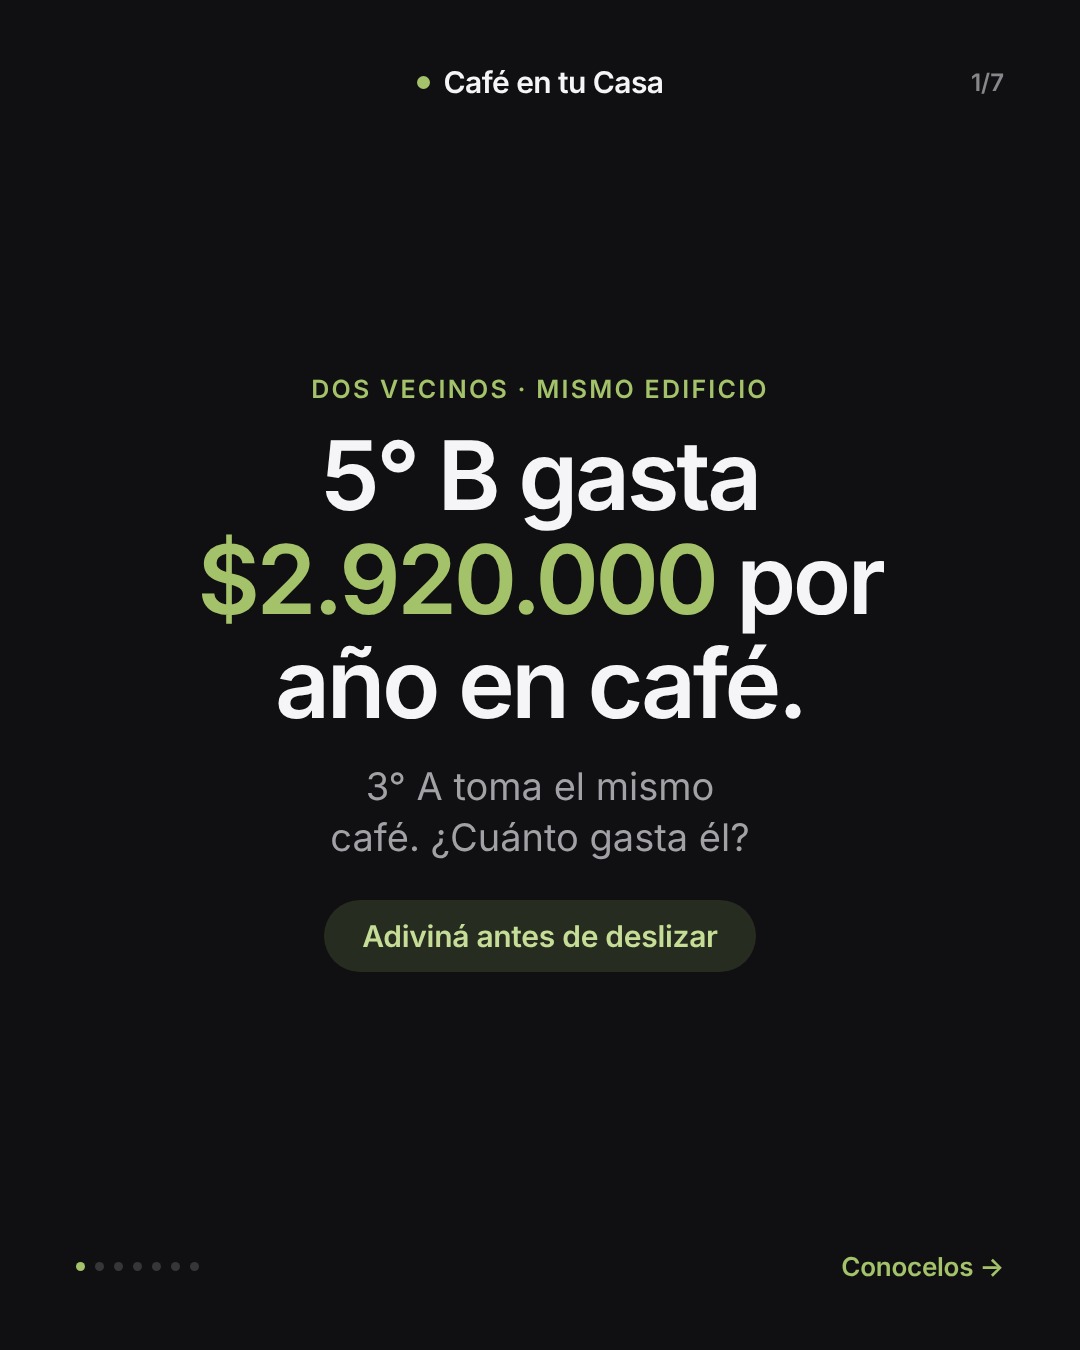 Café en tu Casa
1/7
DOS VECINOS · MISMO EDIFICIO
5° B gasta
$2.920.000 por
año en café.
3° A toma el mismo
café. ¿Cuánto gasta él?
Adiviná antes de deslizar
Conocelos →